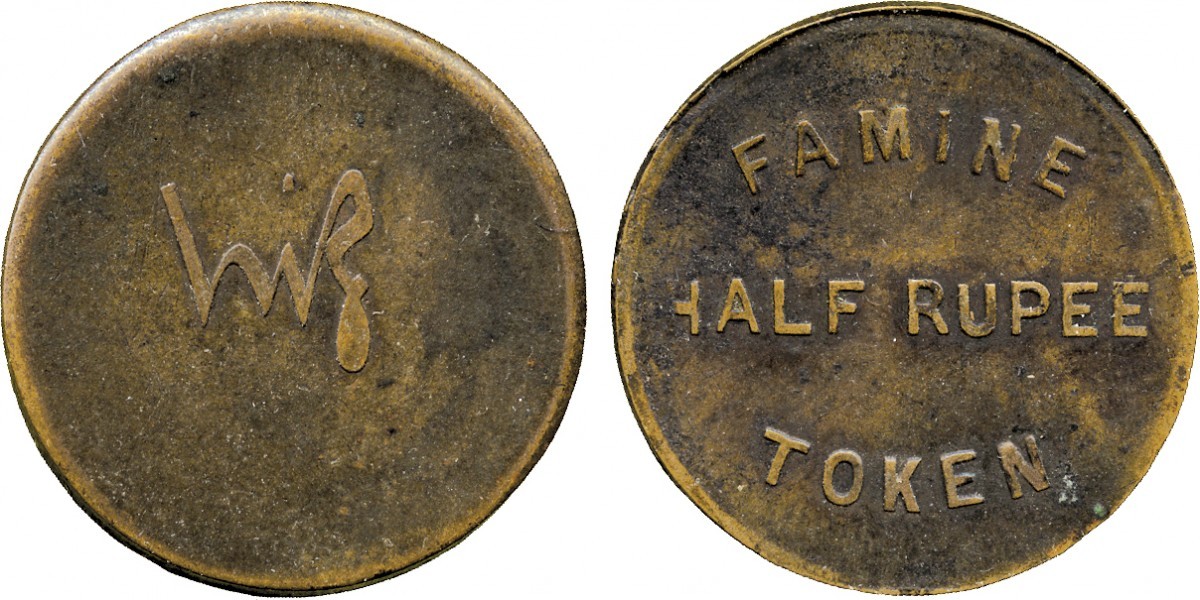 FAMINE
HALF RUPEE
TOKEN